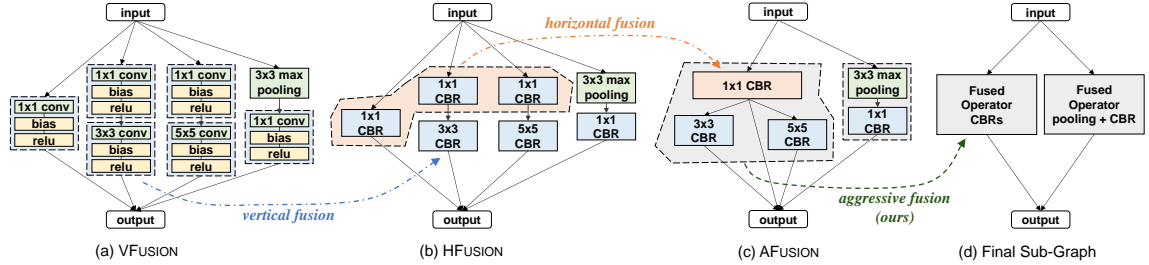 input
1x1 conv
bias
relu
1x1 conv
bias
relu
3x3 conv
bias
relu
1x1 conv
bias
relu
5x5 conv
bias
relu
3x3 max
pooling
1x1 conv
bias
relu
output
(a) VFUSION
vertical fusion
input
1x1
CBR
1x1
CBR
3x3
CBR
1x1
CBR
5x5
CBR
3x3 max
pooling
1x1
CBR
output
(b) HFUSION
horizontal fusion
input
1x1 CBR
3x3
CBR
5x5
CBR
3x3 max
pooling
1x1
CBR
output
(c) AFUSION
aggressive fusion
(ours)
input
Fused
Operator
CBRs
Fused
Operator
pooling + CBR
output
(d) Final Sub-Graph